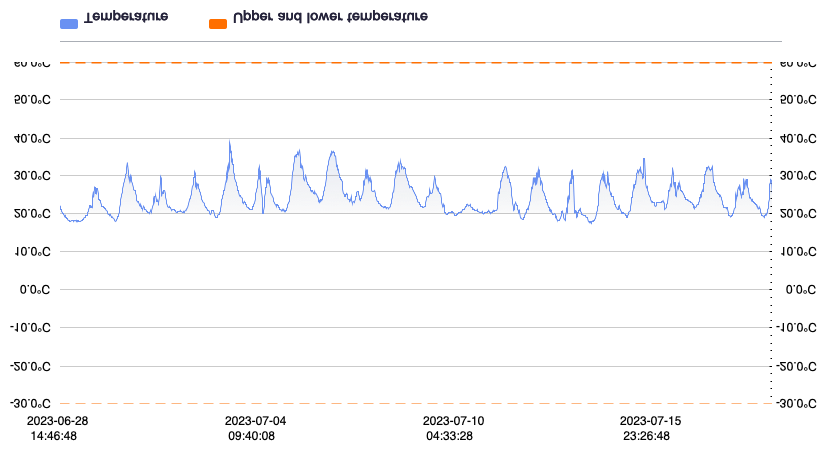 Temperature Upper and lower temperature
60.0°C 60.0°C
50.0°C 50.0°C
40.0°C 40.0°C
30.0°C 30.0°C
20.0°C 20.0°C
10.0°C 10.0°C
0.0°C 0.0°C
-10.0°C -10.0°C
-20.0°C -20.0°C
-30.0°C -30.0°C
2023-06-28 2023-07-04 2023-07-10 2023-07-15
14:46:48 09:40:08 04:33:28 23:26:48